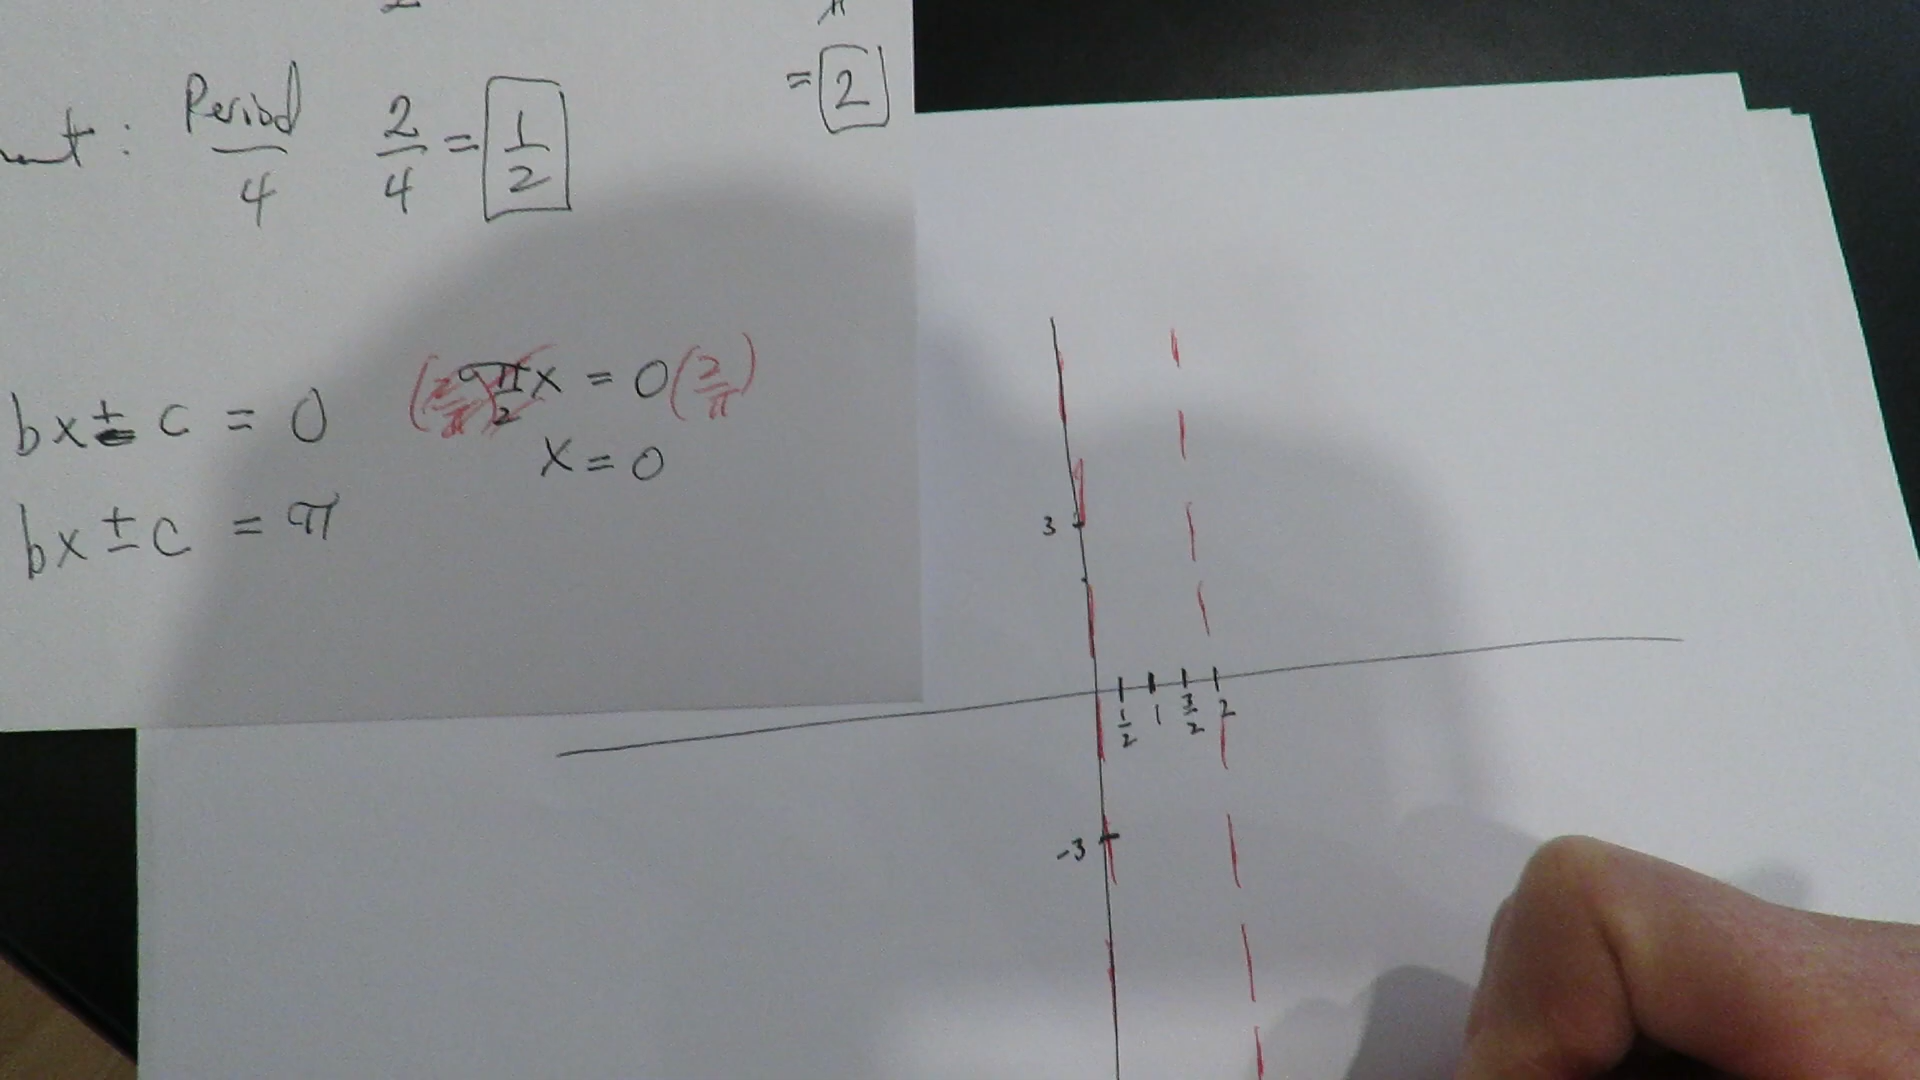 = 2
Period/4 2/4 = 1/2
bx ± c = 0 (2/π) π/2 x = 0 (2/π)
x = 0
bx ± c = π
3
1/2 1 3/2 2
-3